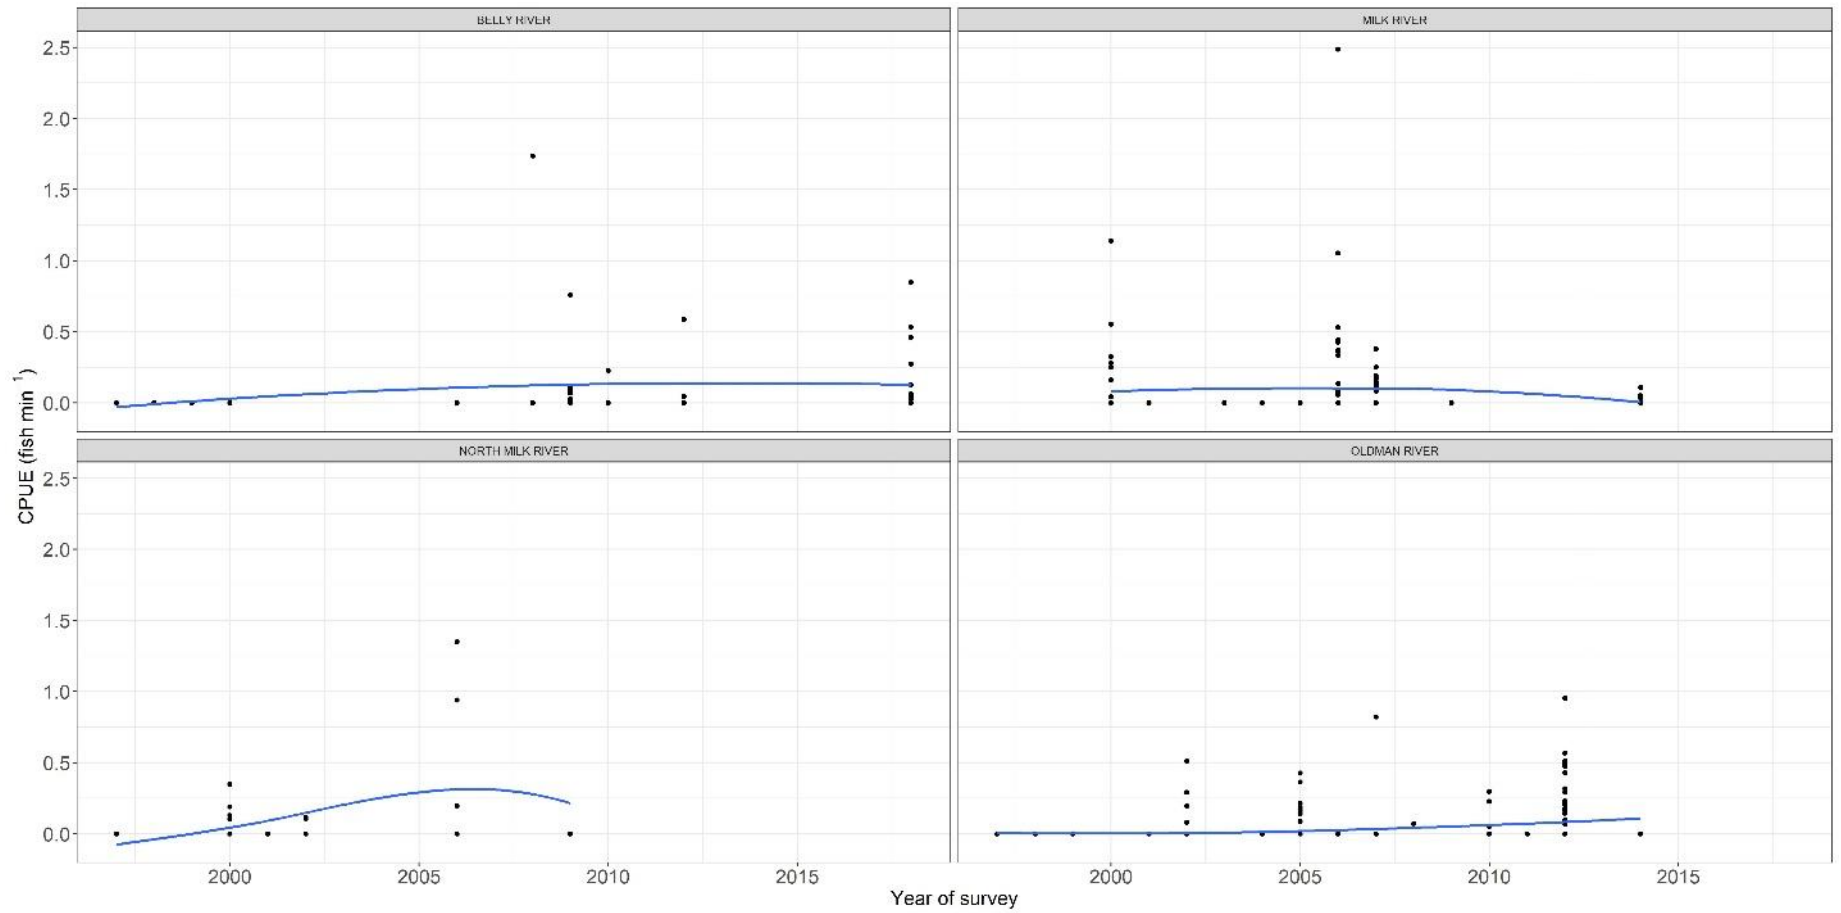 BELLY RIVER
MILK RIVER
2.5
2.0
1.5
1.0
0.5
0.0
NORTH MILK RIVER
OLDMAN RIVER
2.5
2.0
1.5
1.0
0.5
0.0
CPUE (fish min 1)
2000 2005 2010 2015
2000 2005 2010 2015
Year of survey